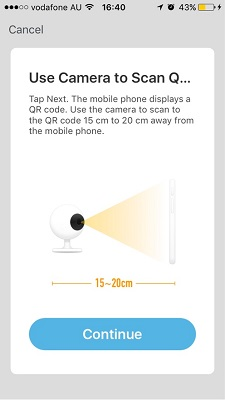 vodafone AU 16:40 43%
Cancel
Use Camera to Scan Q...
Tap Next. The mobile phone displays a
QR code. Use the camera to scan to
the QR code 15 cm to 20 cm away from
the mobile phone.
15~20cm
Continue